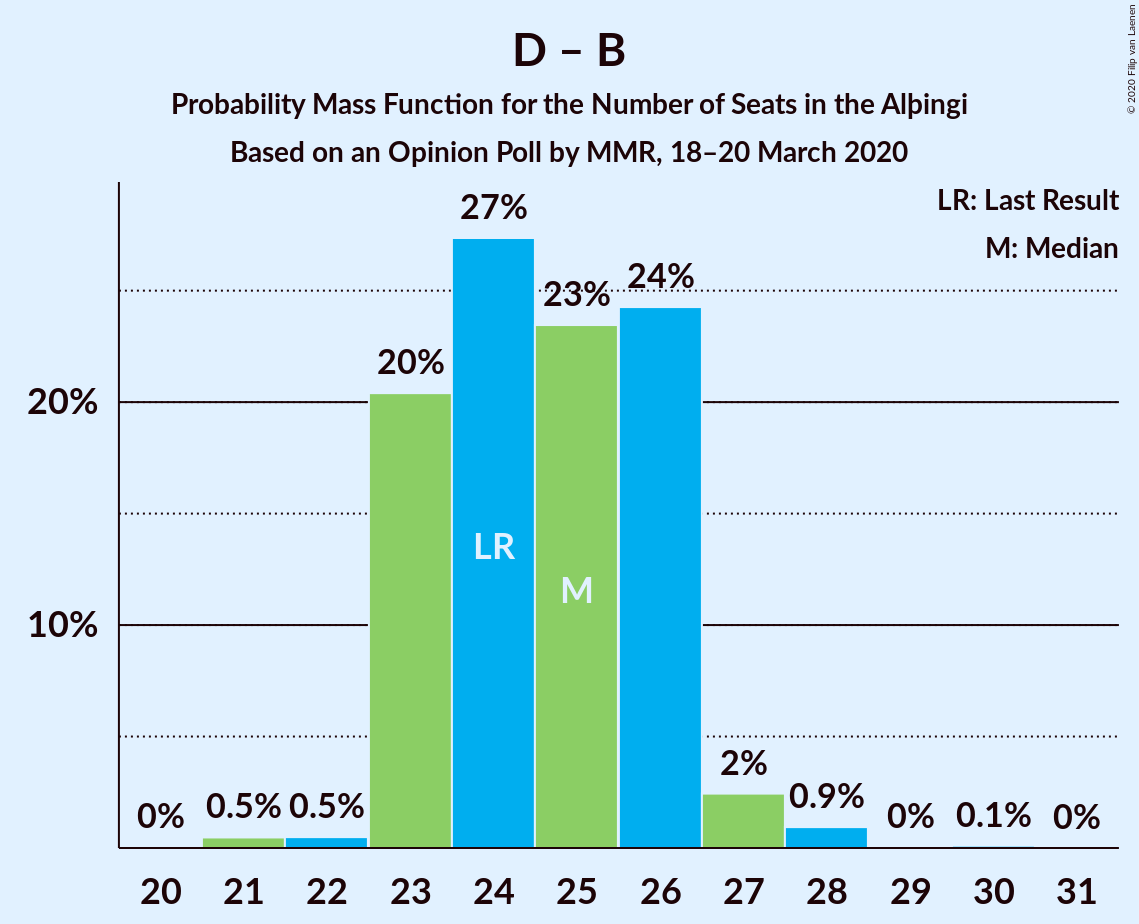 D – B
Probability Mass Function for the Number of Seats in the Alþingi
Based on an Opinion Poll by MMR, 18–20 March 2020
© 2020 Filip van Laenen
LR: Last Result
M: Median
27%
24%
23%
20%
20%
LR
M
10%
2%
0.9%
0% 0.5% 0.5% 0% 0.1% 0%
20 21 22 23 24 25 26 27 28 29 30 31